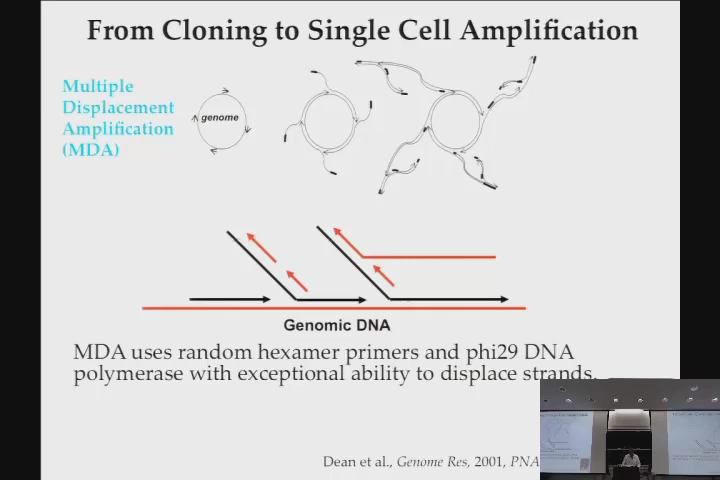 From Cloning to Single Cell Amplification
Multiple
Displacement
Amplification
(MDA)
genome
Genomic DNA
MDA uses random hexamer primers and phi29 DNA
polymerase with exceptional ability to displace strands.
Dean et al., Genome Res, 2001, PNA